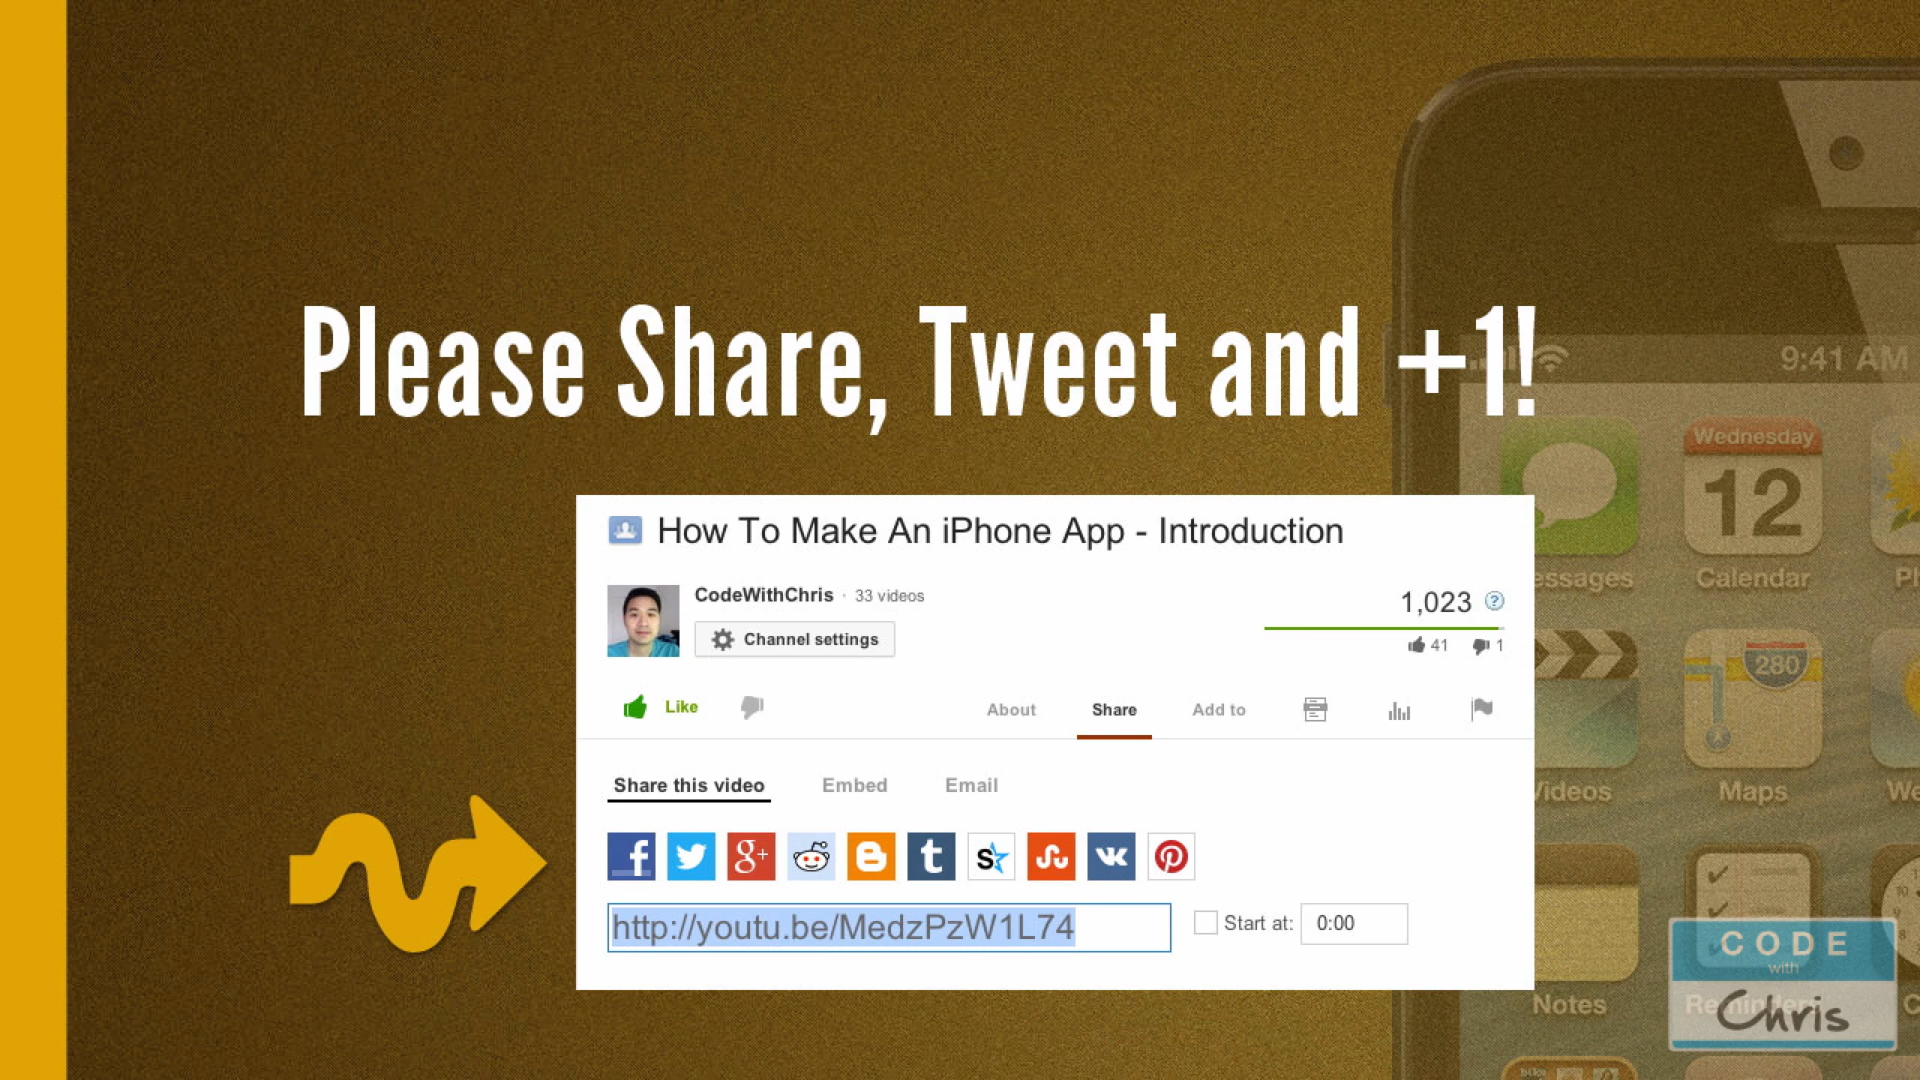 Please Share, Tweet and +1!
9:41 AM
Wednesday
12
Calendar
How To Make An iPhone App - Introduction
CodeWithChris · 33 videos
1,023
Channel settings
41
1
280
Like
About
Share
Add to
Videos
Maps
Share this video
Embed
Email
http://youtu.be/MedzPzW1L74
Start at:
0:00
Notes
Reminders
CODE
with
Chris